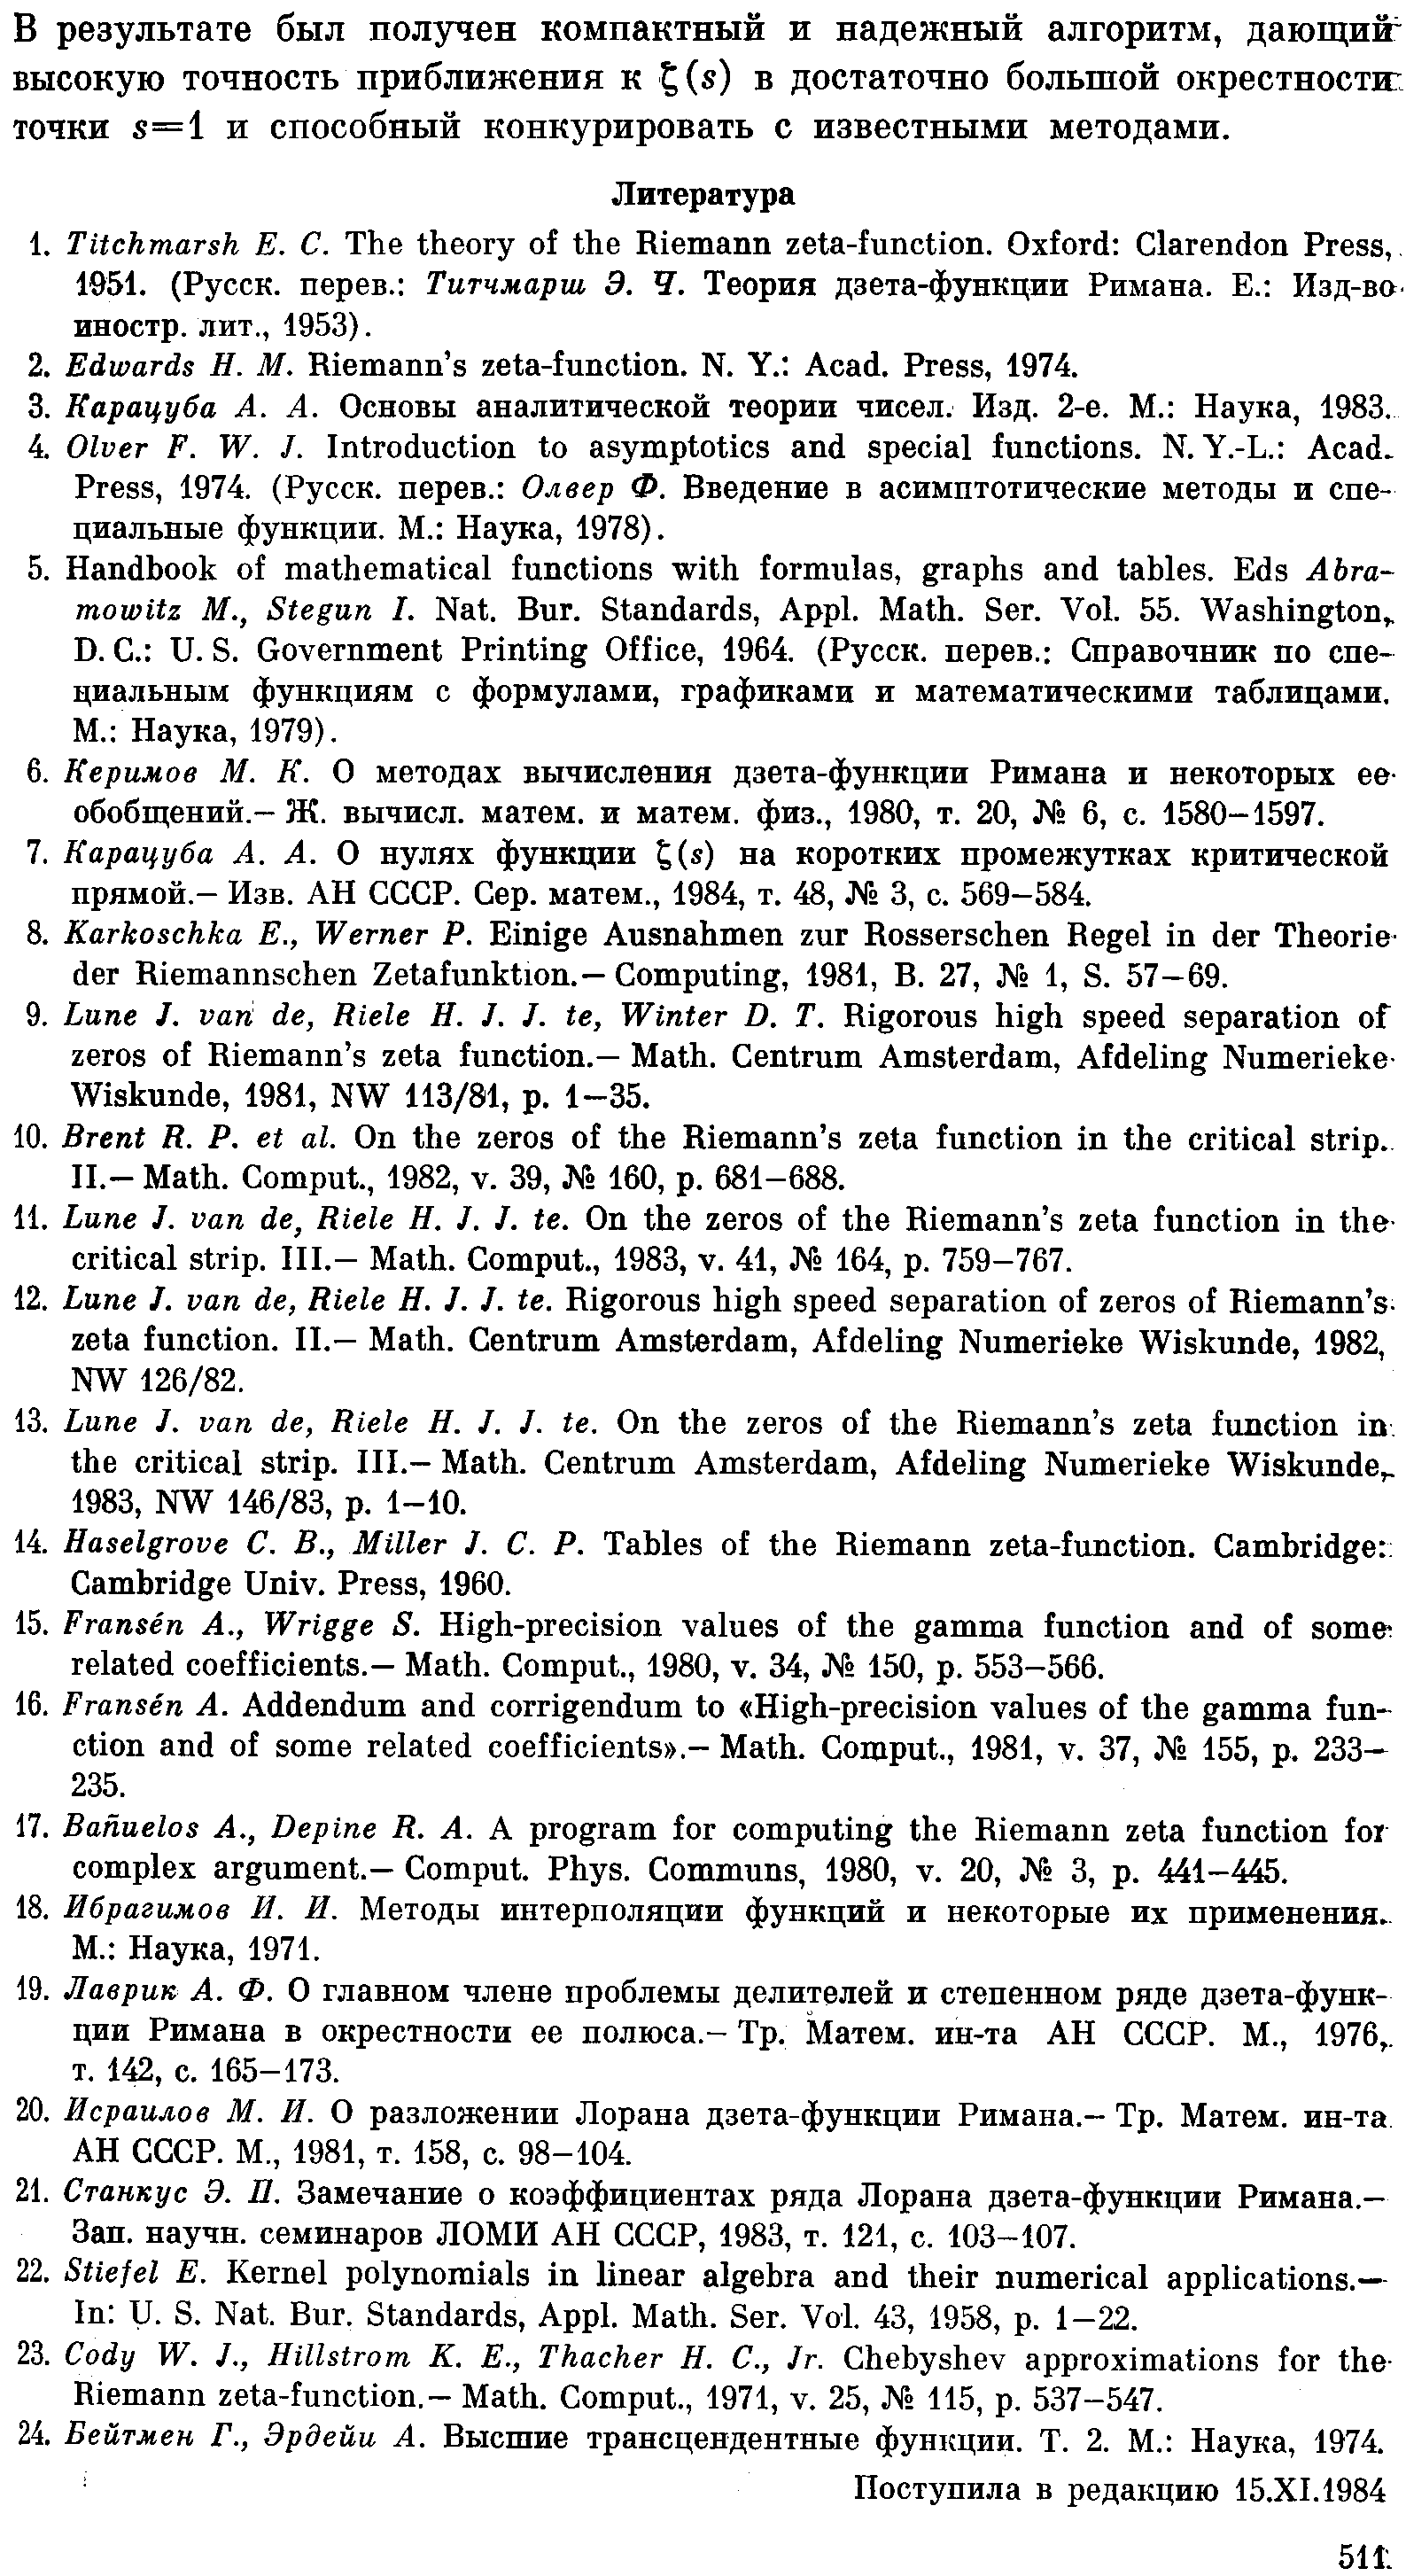 В результате был получен компактный и надежный алгоритм, дающий
высокую точность приближения к ζ(s) в достаточно большой окрестности
точки s=1 и способный конкурировать с известными методами.
Литература
1. Titchmarsh E. C. The theory of the Riemann zeta-function. Oxford: Clarendon Press,
1951. (Русск. перев.: Титчмарш Э. Ч. Теория дзета-функции Римана. Е.: Изд-во
иностр. лит., 1953).
2. Edwards H. M. Riemann's zeta-function. N. Y.: Acad. Press, 1974.
3. Карацуба А. А. Основы аналитической теории чисел. Изд. 2-е. М.: Наука, 1983.
4. Olver F. W. J. Introduction to asymptotics and special functions. N. Y.-L.: Acad.
Press, 1974. (Русск. перев.: Олвер Ф. Введение в асимптотические методы и спе-
циальные функции. М.: Наука, 1978).
5. Handbook of mathematical functions with formulas, graphs and tables. Eds Abra-
mowitz M., Stegun I. Nat. Bur. Standards, Appl. Math. Ser. Vol. 55. Washington,
D. C.: U. S. Government Printing Office, 1964. (Русск. перев.: Справочник по спе-
циальным функциям с формулами, графиками и математическими таблицами.
М.: Наука, 1979).
6. Керимов М. К. О методах вычисления дзета-функции Римана и некоторых ее
обобщений.— Ж. вычисл. матем. и матем. физ., 1980, т. 20, № 6, с. 1580—1597.
7. Карацуба А. А. О нулях функции ζ(s) на коротких промежутках критической
прямой.— Изв. АН СССР. Сер. матем., 1984, т. 48, № 3, с. 569—584.
8. Karkoschka E., Werner P. Einige Ausnahmen zur Rosserschen Regel in der Theorie
der Riemannschen Zetafunktion.— Computing, 1981, B. 27, № 1, S. 57—69.
9. Lune J. van de, Riele H. J. J. te, Winter D. T. Rigorous high speed separation of
zeros of Riemann's zeta function.— Math. Centrum Amsterdam, Afdeling Numerieke
Wiskunde, 1981, NW 113/81, p. 1—35.
10. Brent R. P. et al. On the zeros of the Riemann's zeta function in the critical strip.
II.— Math. Comput., 1982, v. 39, № 160, p. 681—688.
11. Lune J. van de, Riele H. J. J. te. On the zeros of the Riemann's zeta function in the
critical strip. III.— Math. Comput., 1983, v. 41, № 164, p. 759—767.
12. Lune J. van de, Riele H. J. J. te. Rigorous high speed separation of zeros of Riemann's
zeta function. II.— Math. Centrum Amsterdam, Afdeling Numerieke Wiskunde, 1982,
NW 126/82.
13. Lune J. van de, Riele H. J. J. te. On the zeros of the Riemann's zeta function in
the critical strip. III.— Math. Centrum Amsterdam, Afdeling Numerieke Wiskunde,
1983, NW 146/83, p. 1—10.
14. Haselgrove C. B., Miller J. C. P. Tables of the Riemann zeta-function. Cambridge:
Cambridge Univ. Press, 1960.
15. Fransén A., Wrigge S. High-precision values of the gamma function and of some
related coefficients.— Math. Comput., 1980, v. 34, № 150, p. 553—566.
16. Fransén A. Addendum and corrigendum to «High-precision values of the gamma fun-
ction and of some related coefficients».— Math. Comput., 1981, v. 37, № 155, p. 233—
235.
17. Bañuelos A., Depine R. A. A program for computing the Riemann zeta function for
complex argument.— Comput. Phys. Communs, 1980, v. 20, № 3, p. 441—445.
18. Ибрагимов И. И. Методы интерполяции функций и некоторые их применения.
М.: Наука, 1971.
19. Лаврик А. Ф. О главном члене проблемы делителей и степенном ряде дзета-функ-
ции Римана в окрестности ее полюса.— Тр. Матем. ин-та АН СССР. М., 1976,
т. 142, с. 165—173.
20. Исраилов М. И. О разложении Лорана дзета-функции Римана.— Тр. Матем. ин-та
АН СССР. М., 1981, т. 158, с. 98—104.
21. Станкус Э. П. Замечание о коэффициентах ряда Лорана дзета-функции Римана.—
Зап. научн. семинаров ЛОМИ АН СССР, 1983, т. 121, с. 103—107.
22. Stiefel E. Kernel polynomials in linear algebra and their numerical applications.—
In: U. S. Nat. Bur. Standards, Appl. Math. Ser. Vol. 43, 1958, p. 1—22.
23. Cody W. J., Hillstrom K. E., Thacher H. C., Jr. Chebyshev approximations for the
Riemann zeta-function.— Math. Comput., 1971, v. 25, № 115, p. 537—547.
24. Бейтмен Г., Эрдейи А. Высшие трансцендентные функции. Т. 2. М.: Наука, 1974.
Поступила в редакцию 15.XI.1984
511